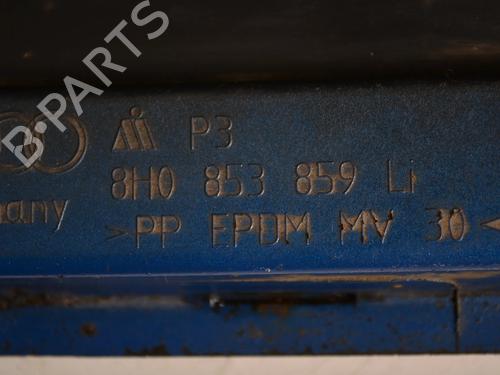 B-PARTS
P3
8H0 853 859 Li
many
>PP EPDM MV 30<